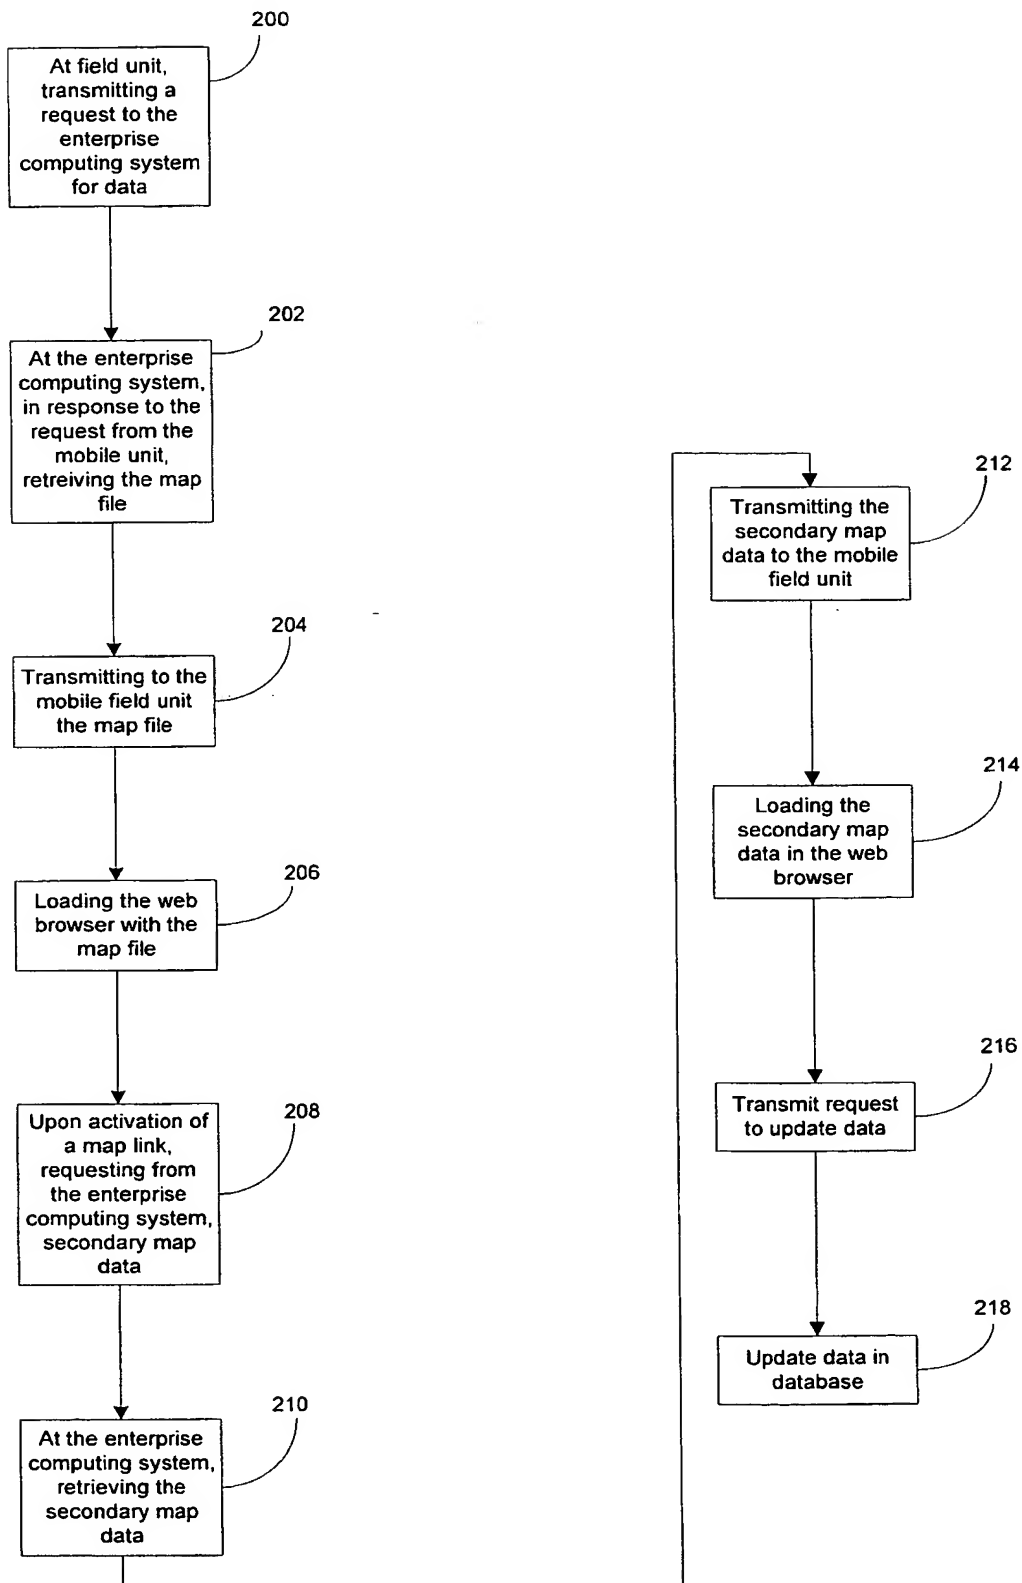 200
At field unit,
transmitting a
request to the
enterprise
computing system
for data
202
At the enterprise
computing system,
in response to the
request from the
mobile unit,
retreiving the map
file
204
Transmitting to the
mobile field unit
the map file
206
Loading the web
browser with the
map file
208
Upon activation of
a map link,
requesting from
the enterprise
computing system,
secondary map
data
210
At the enterprise
computing system,
retrieving the
secondary map
data
212
Transmitting the
secondary map
data to the mobile
field unit
214
Loading the
secondary map
data in the web
browser
216
Transmit request
to update data
218
Update data in
database